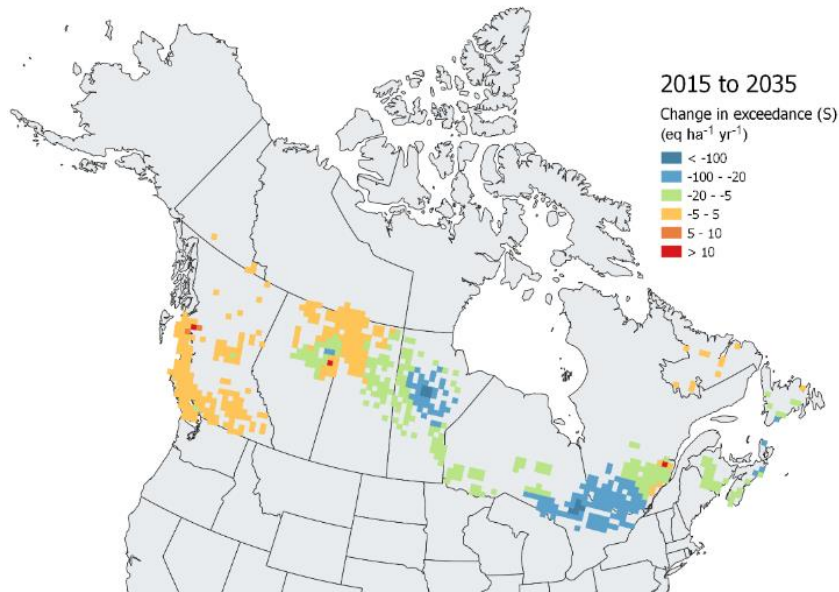 2015 to 2035
Change in exceedance (S)
(eq ha⁻¹ yr⁻¹)
< -100
-100 - -20
-20 - -5
-5 - 5
5 - 10
> 10